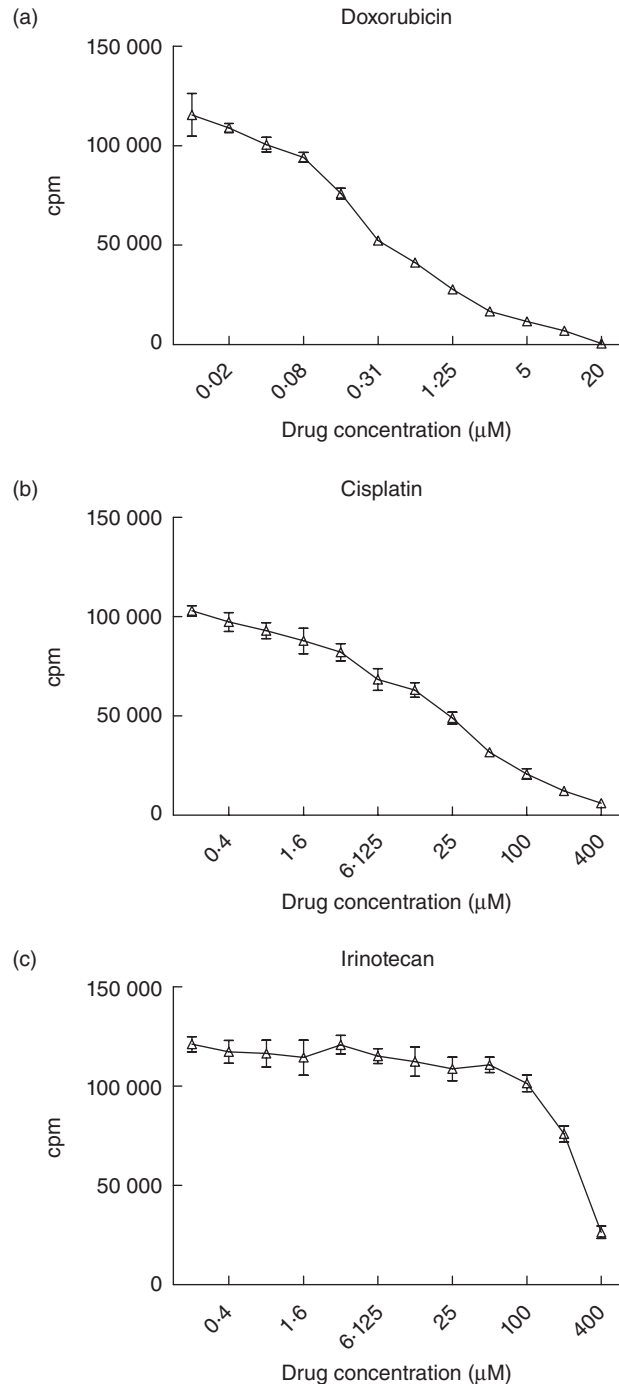 (a)
Doxorubicin
150 000
100 000
50 000
0
cpm
0·02
0·08
0·31
1·25
5
20
Drug concentration (μM)
(b)
Cisplatin
150 000
100 000
50 000
0
cpm
0·4
1·6
6·125
25
100
400
Drug concentration (μM)
(c)
Irinotecan
150 000
100 000
50 000
0
cpm
0·4
1·6
6·125
25
100
400
Drug concentration (μM)